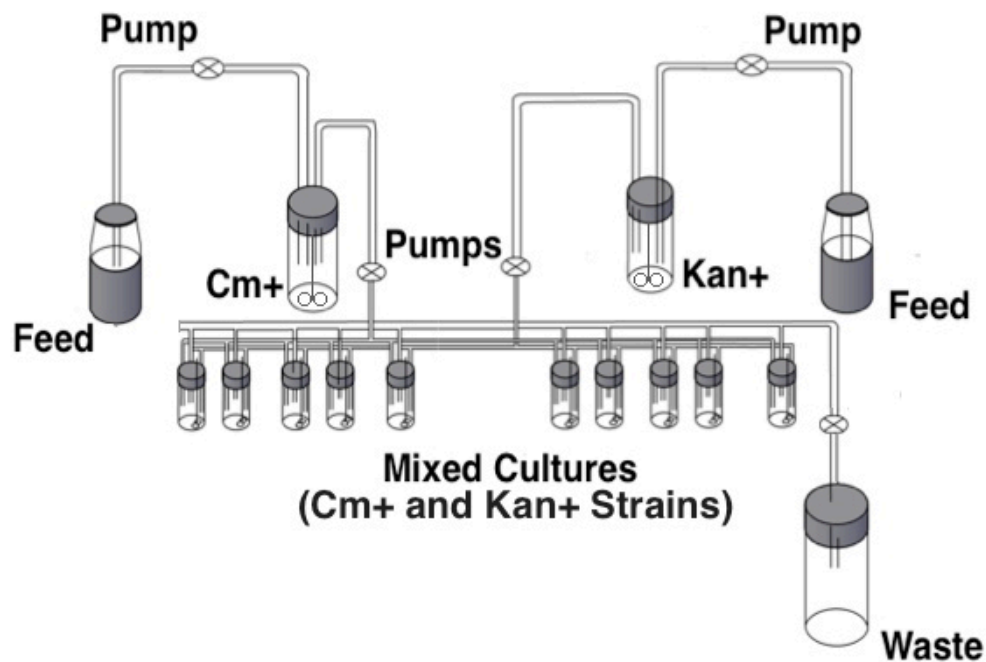 Pump
Pump
Pumps
Cm+
Kan+
Feed
Feed
Mixed Cultures
(Cm+ and Kan+ Strains)
Waste